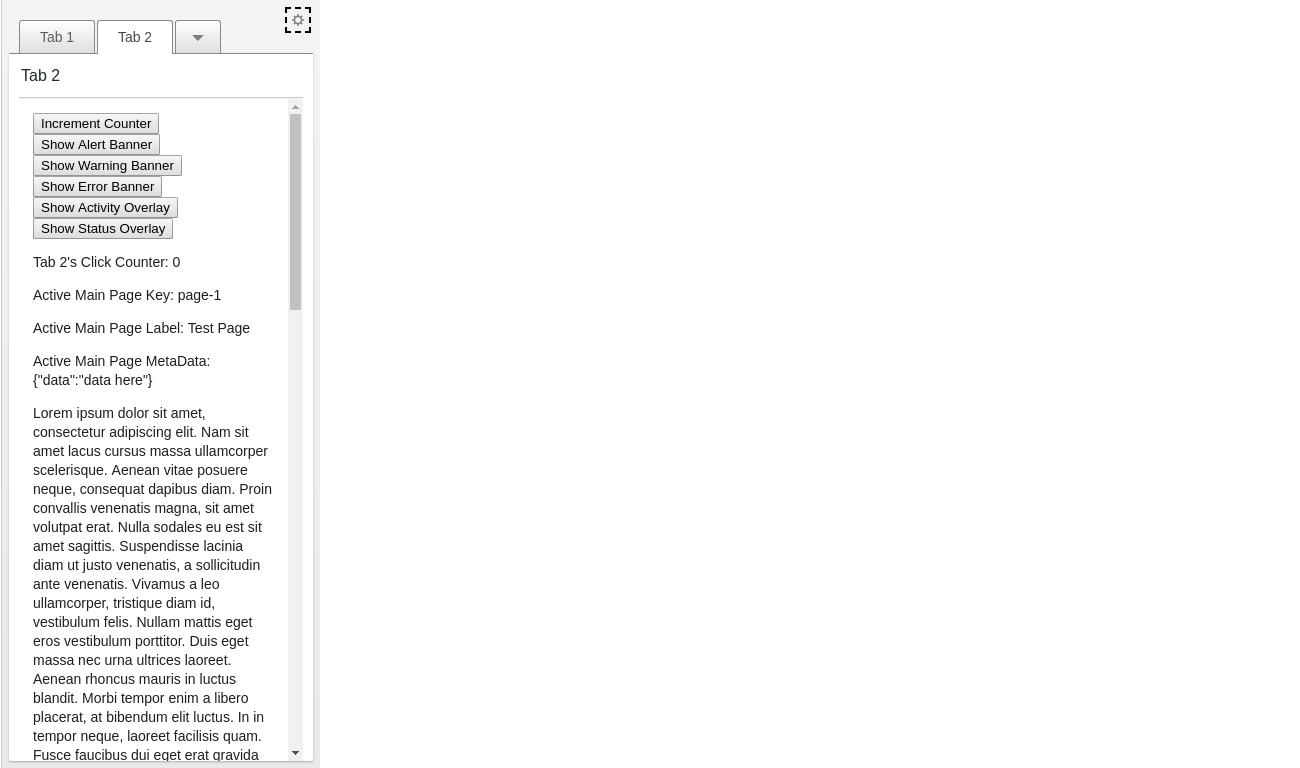 Tab 1
Tab 2
Tab 2
Increment Counter
Show Alert Banner
Show Warning Banner
Show Error Banner
Show Activity Overlay
Show Status Overlay
Tab 2's Click Counter: 0
Active Main Page Key: page-1
Active Main Page Label: Test Page
Active Main Page MetaData:
{"data":"data here"}
Lorem ipsum dolor sit amet,
consectetur adipiscing elit. Nam sit
amet lacus cursus massa ullamcorper
scelerisque. Aenean vitae posuere
neque, consequat dapibus diam. Proin
convallis venenatis magna, sit amet
volutpat erat. Nulla sodales eu est sit
amet sagittis. Suspendisse lacinia
diam ut justo venenatis, a sollicitudin
ante venenatis. Vivamus a leo
ullamcorper, tristique diam id,
vestibulum felis. Nullam mattis eget
eros vestibulum porttitor. Duis eget
massa nec urna ultrices laoreet.
Aenean rhoncus mauris in luctus
blandit. Morbi tempor enim a libero
placerat, at bibendum elit luctus. In in
tempor neque, laoreet facilisis quam.
Fusce faucibus dui eget erat gravida